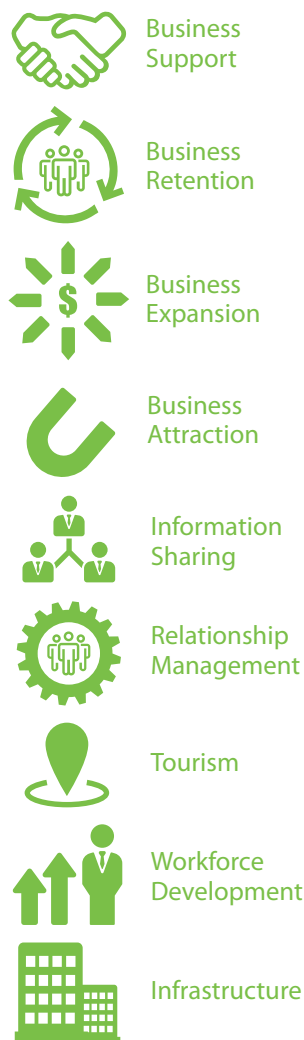 Business
Support
Business
Retention
$
Business
Expansion
Business
Attraction
Information
Sharing
Relationship
Management
Tourism
Workforce
Development
Infrastructure